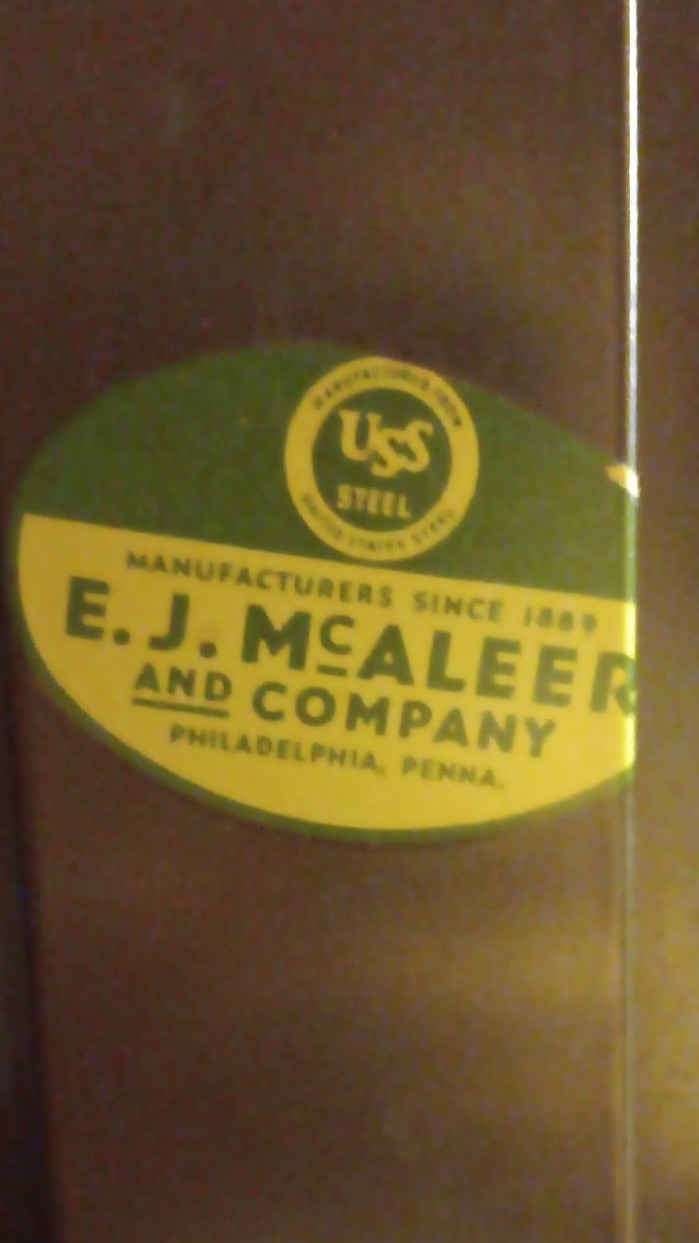 MANUFACTURED FROM
USS
STEEL
UNITED STATES STEEL
MANUFACTURERS SINCE 1889
E. J. McALEER
AND COMPANY
PHILADELPHIA, PENNA.